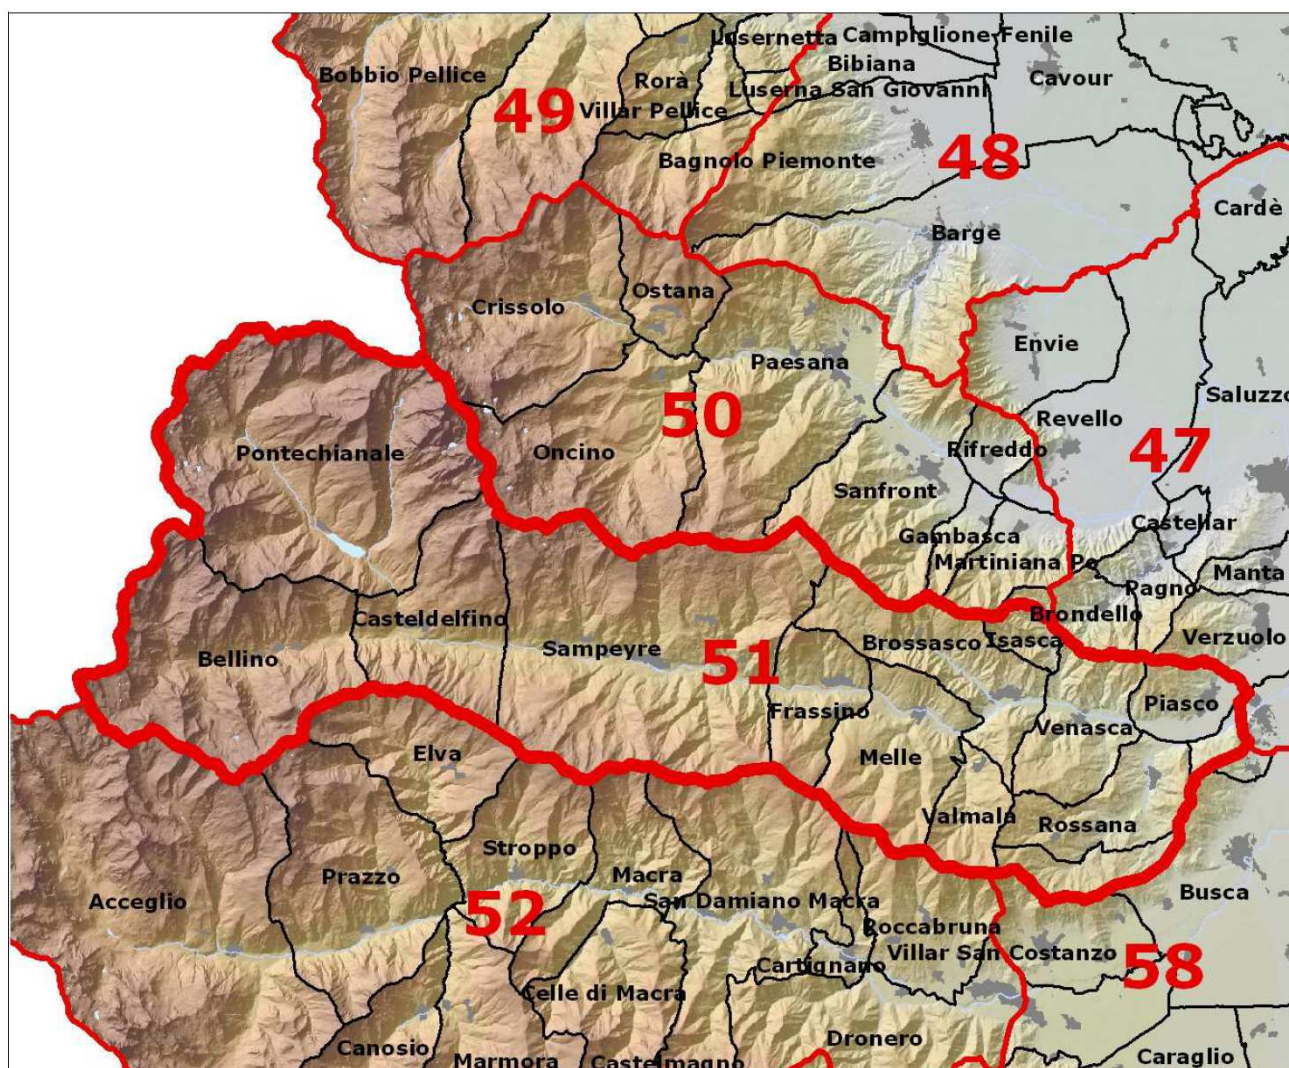 Lusernetta
Campiglione-Fenile
Bobbio Pellice
Rorà
Bibiana
Cavour
Luserna San Giovanni
49
Villar Pellice
Bagnolo Piemonte
48
Cardè
Barge
Ostana
Crissolo
Envie
Paesana
Saluzzo
50
Revello
Pontechianale
Oncino
Rifreddo
47
Sanfront
Castellar
Gambasca
Martiniana Po
Manta
Pagno
Casteldelfino
Brondello
Brossasco
Isasca
Verzuolo
Sampeyre
Bellino
51
Piasco
Frassino
Venasca
Elva
Melle
Valmala
Rossana
Stroppo
Prazzo
Macra
Busca
Acceglio
San Damiano Macra
52
Roccabruna
Villar San Costanzo
Cartignano
58
Celle di Macra
Dronero
Canosio
Marmora
Castelmagno
Caraglio